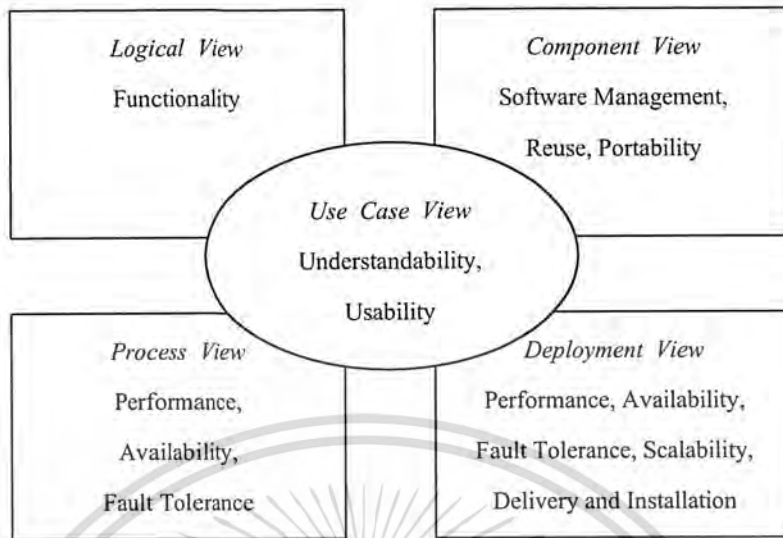 Logical View
Functionality
Component View
Software Management,
Reuse, Portability
Use Case View
Understandability,
Usability
Process View
Performance,
Availability,
Fault Tolerance
Deployment View
Performance, Availability,
Fault Tolerance, Scalability,
Delivery and Installation